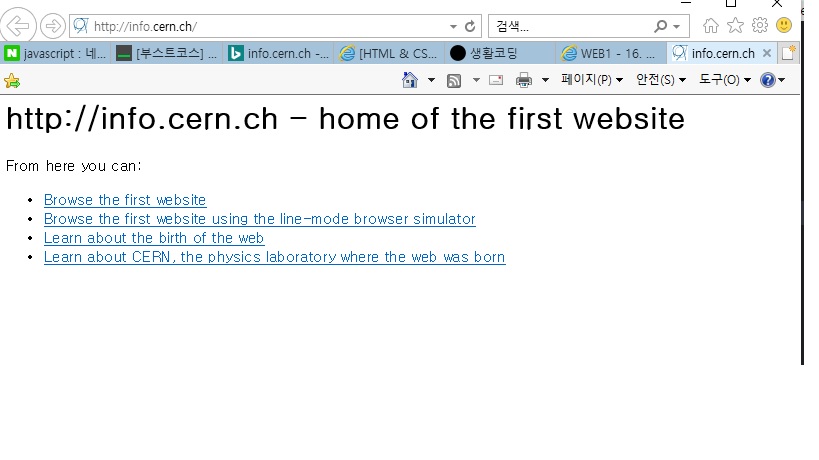 http://info.cern.ch/
검색...
javascript : 네...
[부스트코스] ...
info.cern.ch -...
[HTML & CS...
생활코딩
WEB1 - 16. ...
info.cern.ch
페이지(P)
안전(S)
도구(O)
http://info.cern.ch - home of the first website
From here you can:
• Browse the first website
• Browse the first website using the line-mode browser simulator
• Learn about the birth of the web
• Learn about CERN, the physics laboratory where the web was born